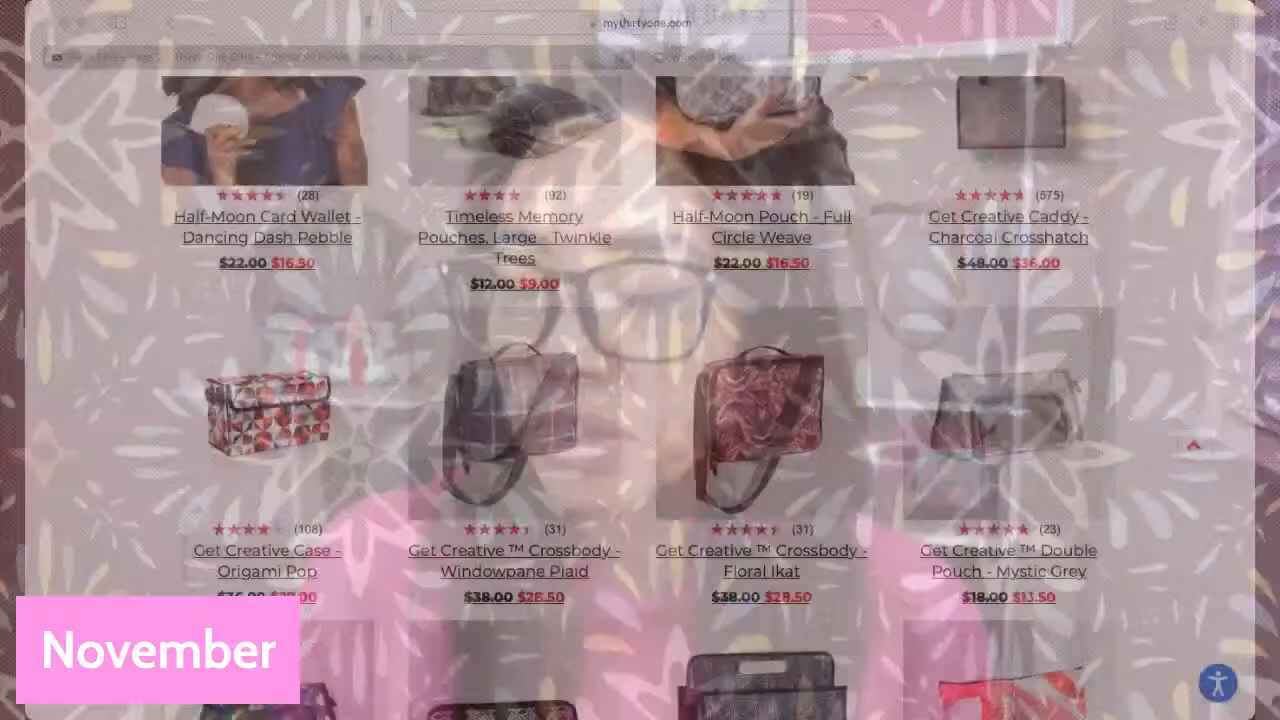 mythirtyone.com
(28) (92) (19) (575)
Half-Moon Card Wallet -
Dancing Dash Pebble
$22.00 $16.50
Timeless Memory
Pouches, Large - Twinkle
Trees
$12.00 $9.00
Half-Moon Pouch - Full
Circle Weave
$22.00 $16.50
Get Creative Caddy -
Charcoal Crosshatch
$48.00 $36.00
(108) (31) (31) (23)
Get Creative Case -
Origami Pop
Get Creative ™ Crossbody -
Windowpane Plaid
$38.00 $28.50
Get Creative ™ Crossbody -
Floral Ikat
$38.00 $28.50
Get Creative ™ Double
Pouch - Mystic Grey
$18.00 $13.50
November